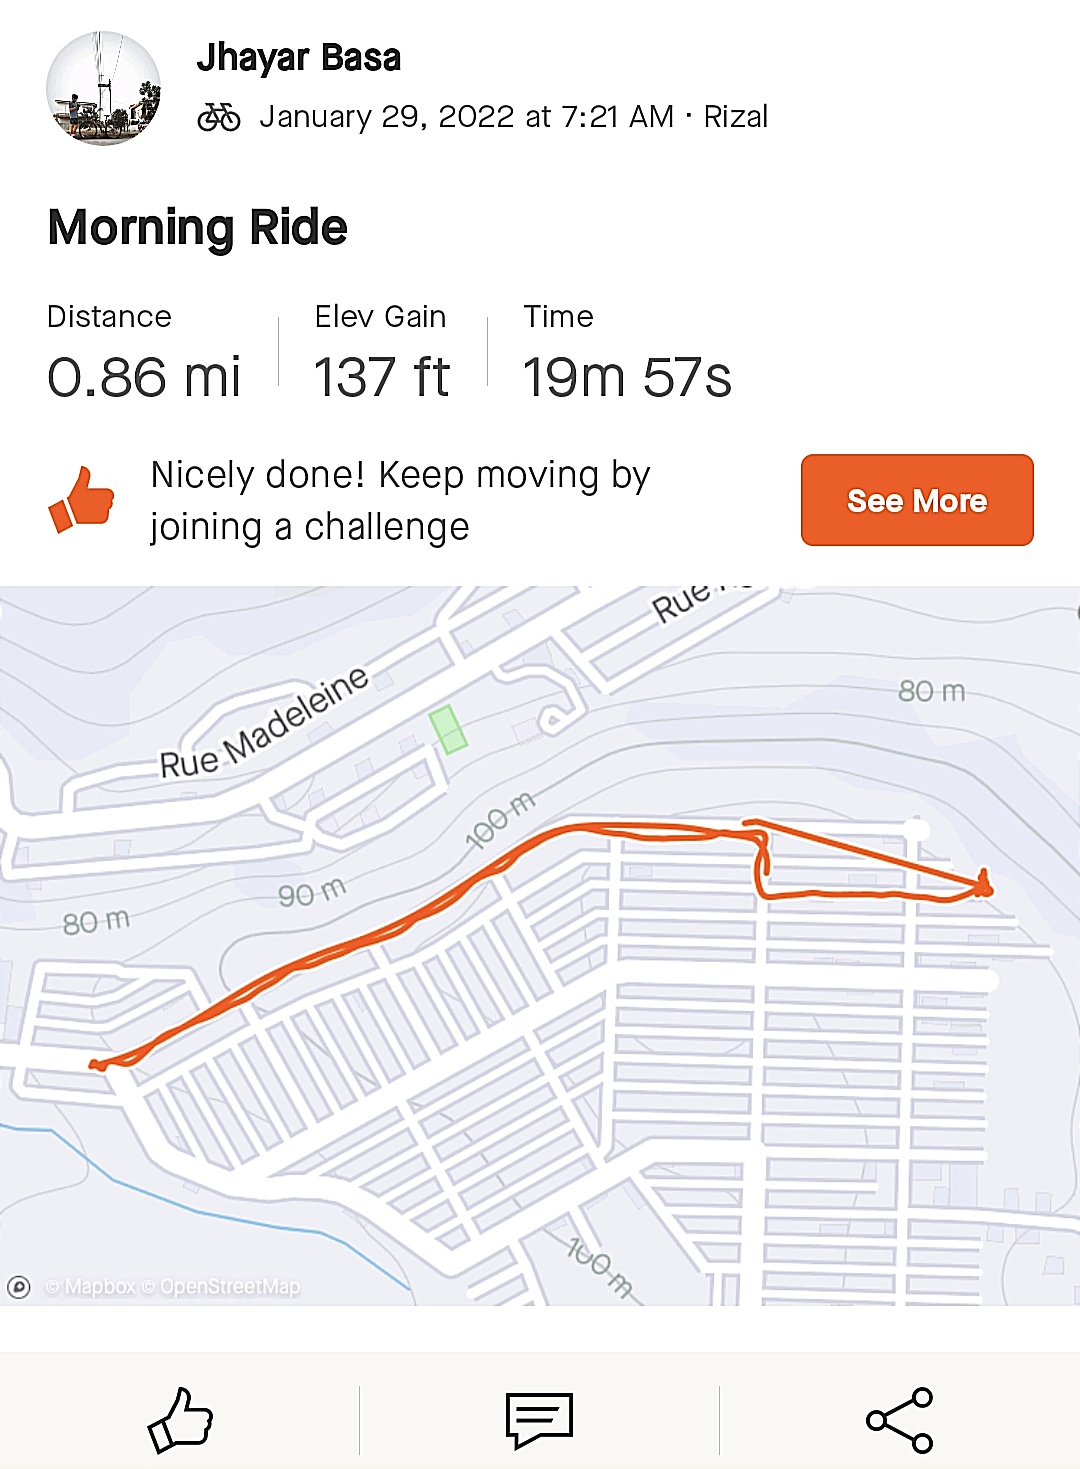 Jhayar Basa
January 29, 2022 at 7:21 AM · Rizal
Morning Ride
Distance
0.86 mi
Elev Gain
137 ft
Time
19m 57s
Nicely done! Keep moving by
joining a challenge
See More
Rue
Rue Madeleine
80 m
100 m
90 m
80 m
100 m
© Mapbox © OpenStreetMap